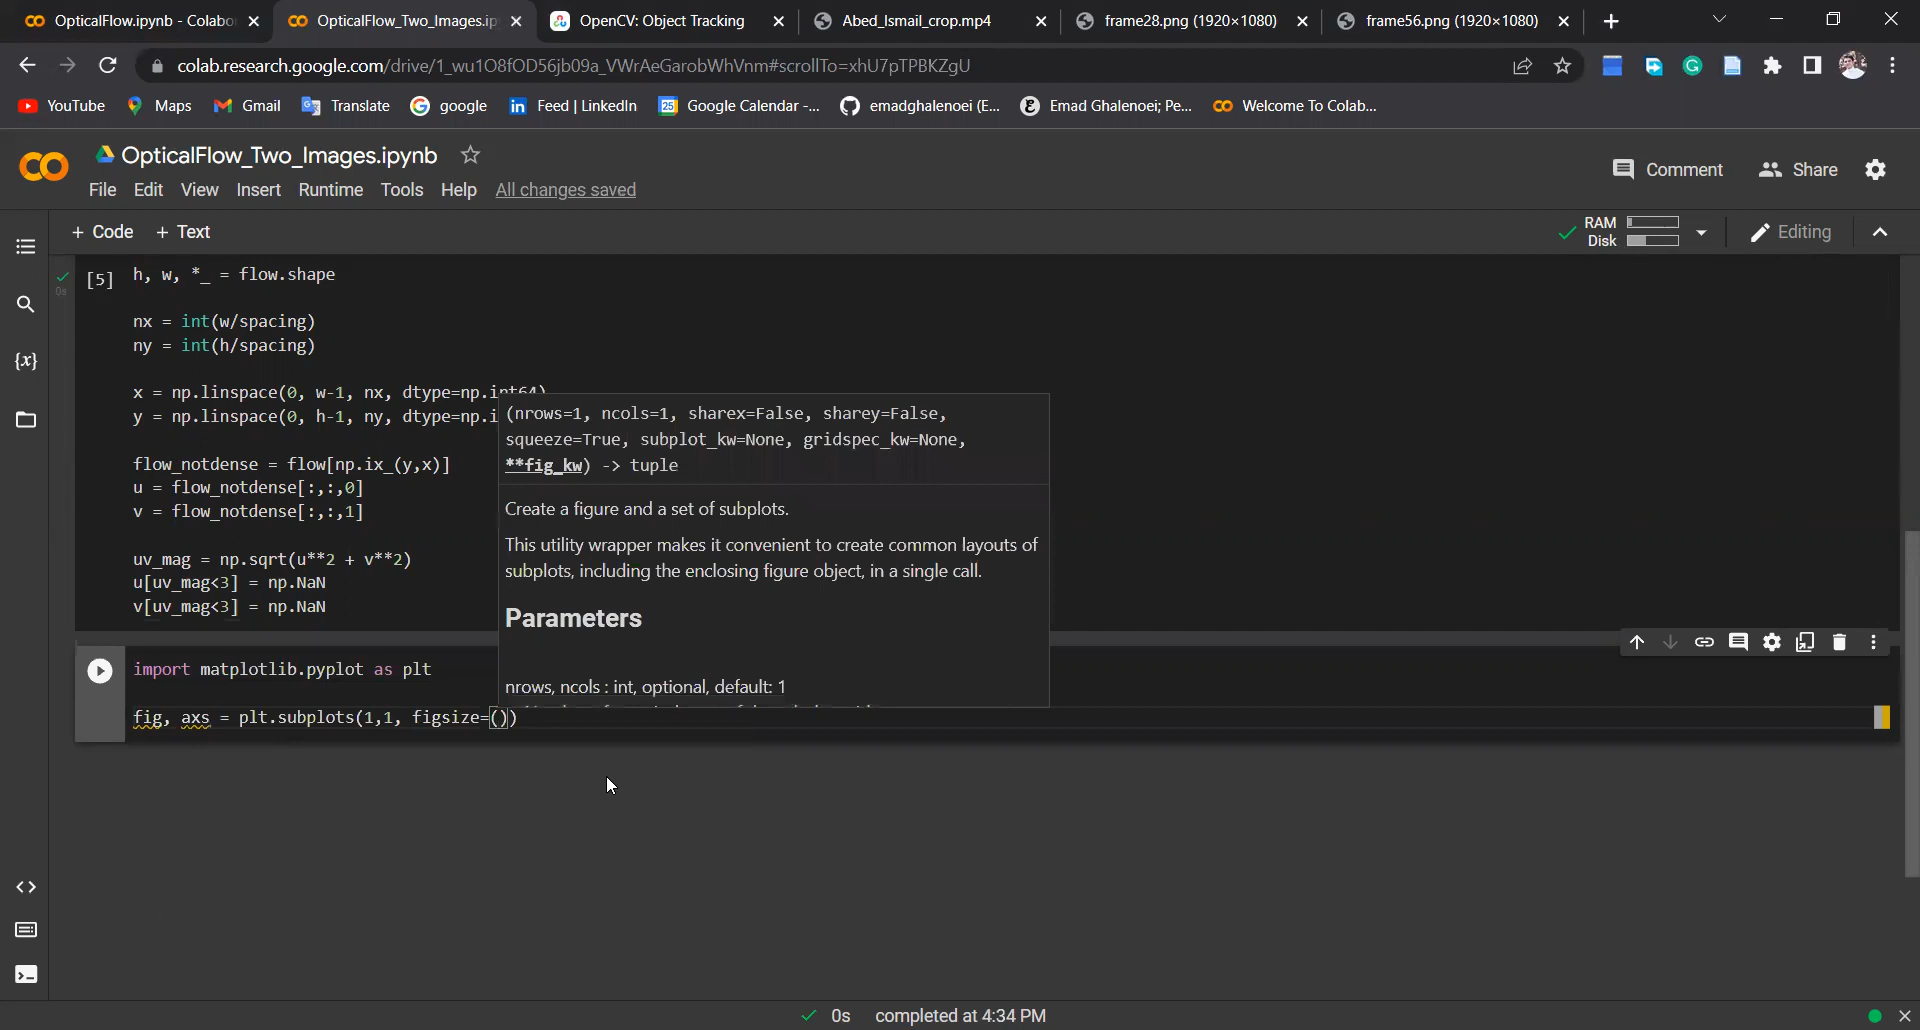 OpticalFlow.ipynb - Colabo
OpticalFlow_Two_Images.ip
OpenCV: Object Tracking
Abed_Ismail_crop.mp4
frame28.png (1920×1080)
frame56.png (1920×1080)
colab.research.google.com/drive/1_wu1O8fOD56jb09a_VWrAeGarobWhVnm#scrollTo=xhU7pTPBKZgU
YouTube
Maps
Gmail
Translate
google
Feed | LinkedIn
Google Calendar -...
emadghalenoei (E...
Emad Ghalenoei; Pe...
Welcome To Colab...
OpticalFlow_Two_Images.ipynb
Comment
Share
File Edit View Insert Runtime Tools Help All changes saved
+ Code + Text
RAM
Disk
Editing
[5] h, w, *_ = flow.shape
0s
nx = int(w/spacing)
ny = int(h/spacing)
x = np.linspace(0, w-1, nx, dtype=np.int64)
y = np.linspace(0, h-1, ny, dtype=np.i
flow_notdense = flow[np.ix_(y,x)]
u = flow_notdense[:,:,0]
v = flow_notdense[:,:,1]
uv_mag = np.sqrt(u**2 + v**2)
u[uv_mag<3] = np.NaN
v[uv_mag<3] = np.NaN
(nrows=1, ncols=1, sharex=False, sharey=False,
squeeze=True, subplot_kw=None, gridspec_kw=None,
**fig_kw) -> tuple
Create a figure and a set of subplots.
This utility wrapper makes it convenient to create common layouts of
subplots, including the enclosing figure object, in a single call.
Parameters
nrows, ncols : int, optional, default: 1
import matplotlib.pyplot as plt
fig, axs = plt.subplots(1,1, figsize=())
0s completed at 4:34 PM